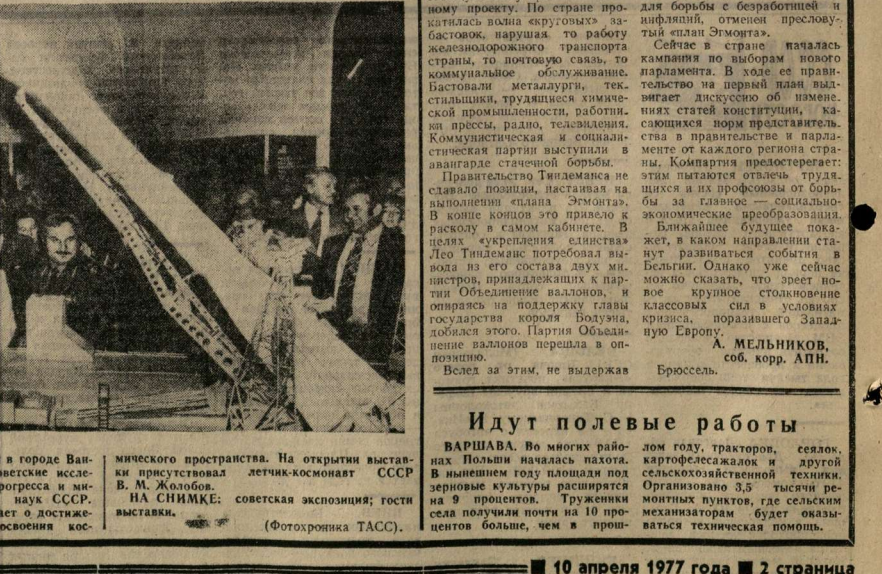 ному проекту. По стране про-
катилась волна «круговых» за-
бастовок, нарушая то работу
железнодорожного транспорта
страны, то почтовую связь, то
коммунальное обслуживание.
Бастовали металлурги, тек-
стильщики, трудящиеся химиче-
ской промышленности, работни-
ки прессы, радио, телевидения.
Коммунистическая и социали-
стическая партии выступили в
авангарде стачечной борьбы.
Правительство Тиндеманса не
сдавало позиции, настаивая на
выполнении «плана Эгмонта».
В конце концов это привело к
расколу в самом кабинете. В
целях «укрепления единства»
Лео Тиндеманс потребовал вы-
вода из его состава двух ми-
нистров, принадлежащих к пар-
тии Объединение валлонов, и
опираясь на поддержку главы
государства короля Бодуэна,
добился этого. Партия Объеди-
нение валлонов перешла в оп-
позицию.
Вслед за этим, не выдержав
для борьбы с безработицей и
инфляций, отменен преслову-
тый «план Эгмонта».
Сейчас в стране началась
кампания по выборам нового
парламента. В ходе ее прави-
тельство на первый план выд-
вигает дискуссию об измене-
ниях статей конституции, ка-
сающихся норм представитель-
ства в правительстве и парла-
менте от каждого региона стра-
ны. Компартия предостерегает:
этим пытаются отвлечь трудя-
щихся и их профсоюзы от борь-
бы за главное — социально-
экономические преобразования.
Ближайшее будущее пока-
жет, в каком направлении ста-
нут развиваться события в
Бельгии. Однако уже сейчас
можно сказать, что зреет но-
вое крупное столкновение
классовых сил в условиях
кризиса, поразившего Запад-
ную Европу.
А. МЕЛЬНИКОВ,
соб. корр. АПН.
Брюссель.
в городе Ван-
оветские иссле-
рогресса и ми-
наук СССР.
ает о достиже-
освоения кос-
мического пространства. На открытии выстав-
ки присутствовал летчик-космонавт СССР
В. М. Жолобов.
НА СНИМКЕ: советская экспозиция; гости
выставки.
(Фотохроника ТАСС).
Идут полевые работы
ВАРШАВА. Во многих райо-
нах Польши началась пахота.
В нынешнем году площади под
зерновые культуры расширятся
на 9 процентов. Труженики
села получили почти на 10 про-
центов больше, чем в прош-
лом году, тракторов, сеялок,
картофелесажалок и другой
сельскохозяйственной техники.
Организовано 3,5 тысячи ре-
монтных пунктов, где сельским
механизаторам будет оказы-
ваться техническая помощь.
10 апреля 1977 года ■ 2 страница